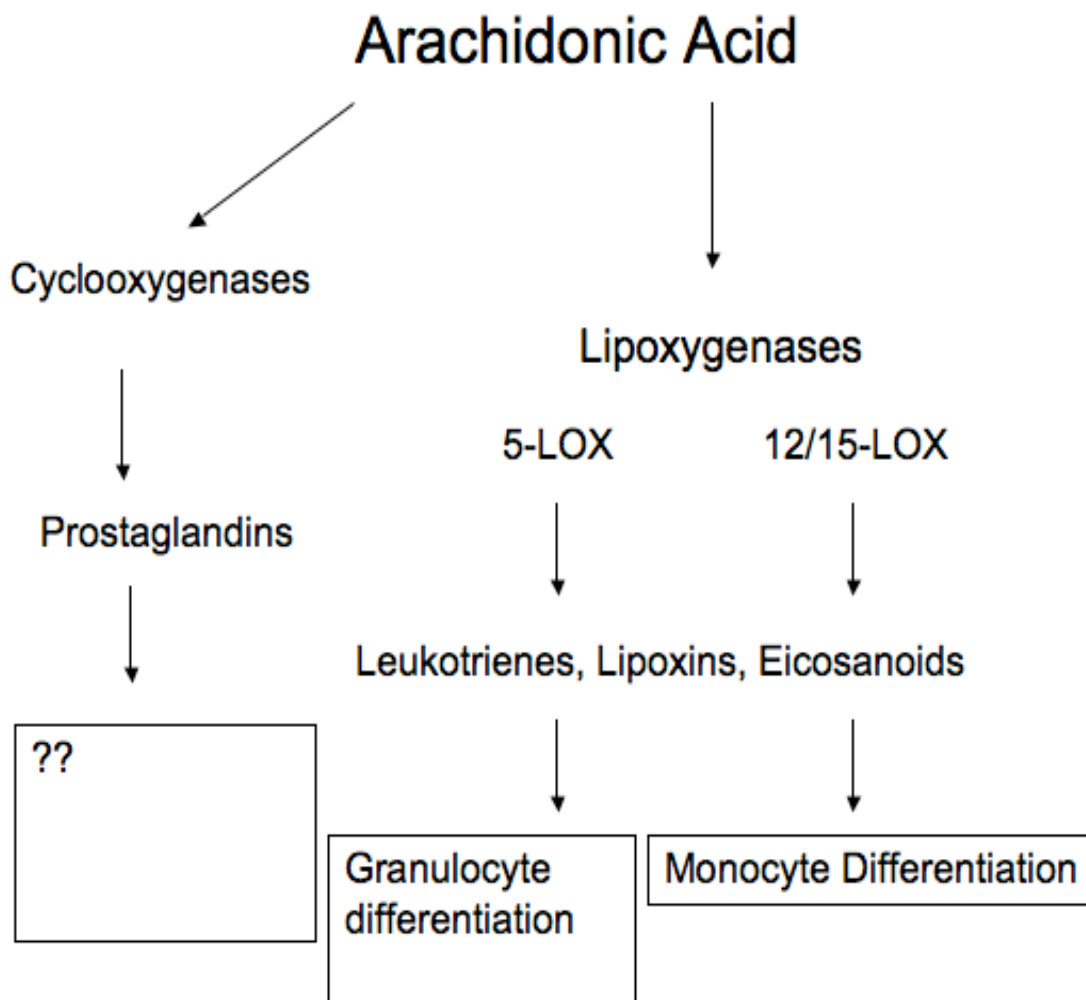 Arachidonic Acid
Cyclooxygenases
Lipoxygenases
5-LOX
12/15-LOX
Prostaglandins
Leukotrienes, Lipoxins, Eicosanoids
??
Granulocyte
differentiation
Monocyte Differentiation